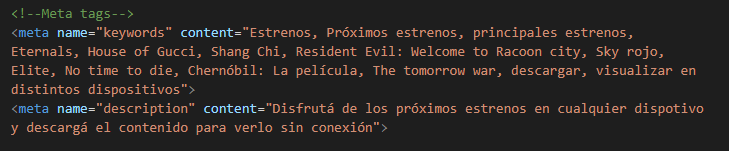 <!--Meta tags-->
<meta name="keywords" content="Estrenos, Próximos estrenos, principales estrenos,
Eternals, House of Gucci, Shang Chi, Resident Evil: Welcome to Racoon city, Sky rojo,
Elite, No time to die, Chernóbil: La película, The tomorrow war, descargar, visualizar en
distintos dispositivos">
<meta name="description" content="Disfrutá de los próximos estrenos en cualquier dispotivo
y descargá el contenido para verlo sin conexión">